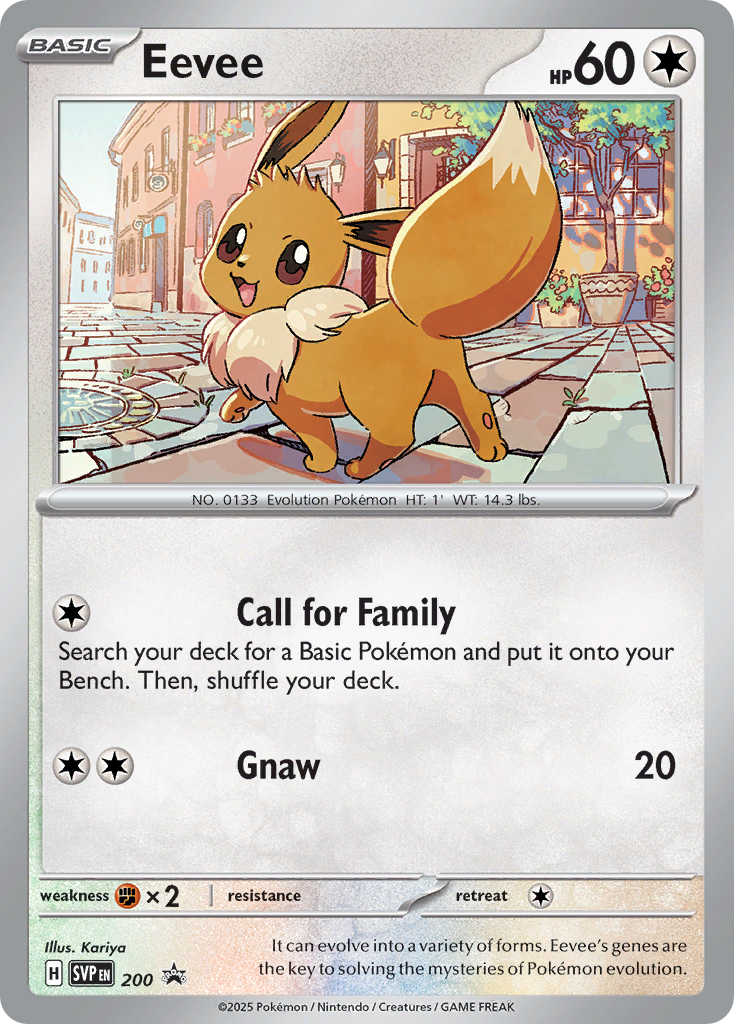 BASIC Eevee HP60
NO. 0133 Evolution Pokémon HT: 1' WT: 14.3 lbs.
Call for Family
Search your deck for a Basic Pokémon and put it onto your
Bench. Then, shuffle your deck.
Gnaw 20
weakness ×2 resistance retreat
Illus. Kariya
It can evolve into a variety of forms. Eevee's genes are
the key to solving the mysteries of Pokémon evolution.
H SVP EN 200 PROMO
©2025 Pokémon / Nintendo / Creatures / GAME FREAK